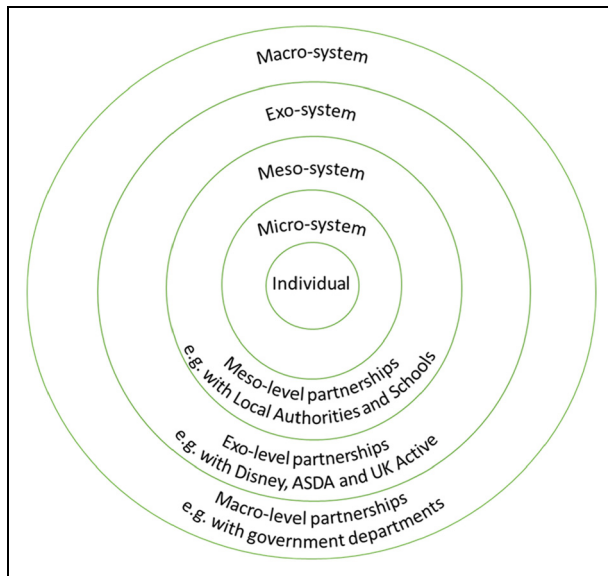 Macro-system
Exo-system
Meso-system
Micro-system
Individual
Meso-level partnerships
e.g. with Local Authorities and Schools
Exo-level partnerships
e.g. with Disney, ASDA and UK Active
Macro-level partnerships
e.g. with government departments